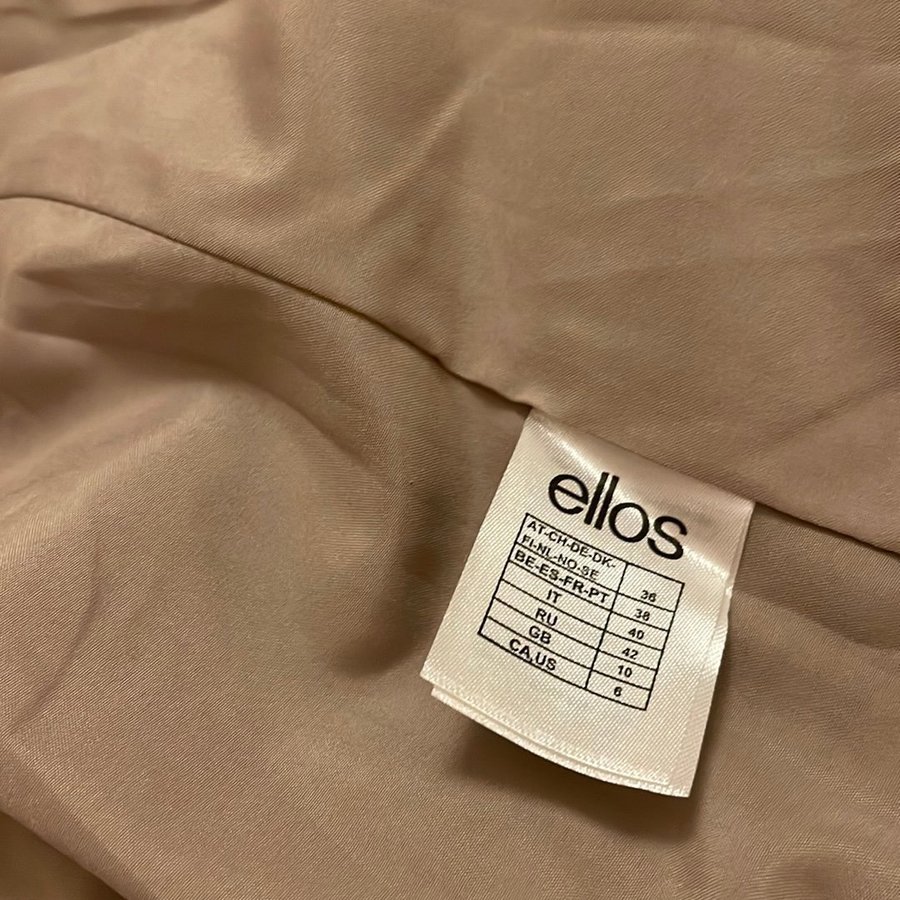 ellos
AT-CH-DE-DK-
FI-NL-NO-SE 36
BE-ES-FR-PT 38
IT 40
RU 42
GB 10
CA,US 6